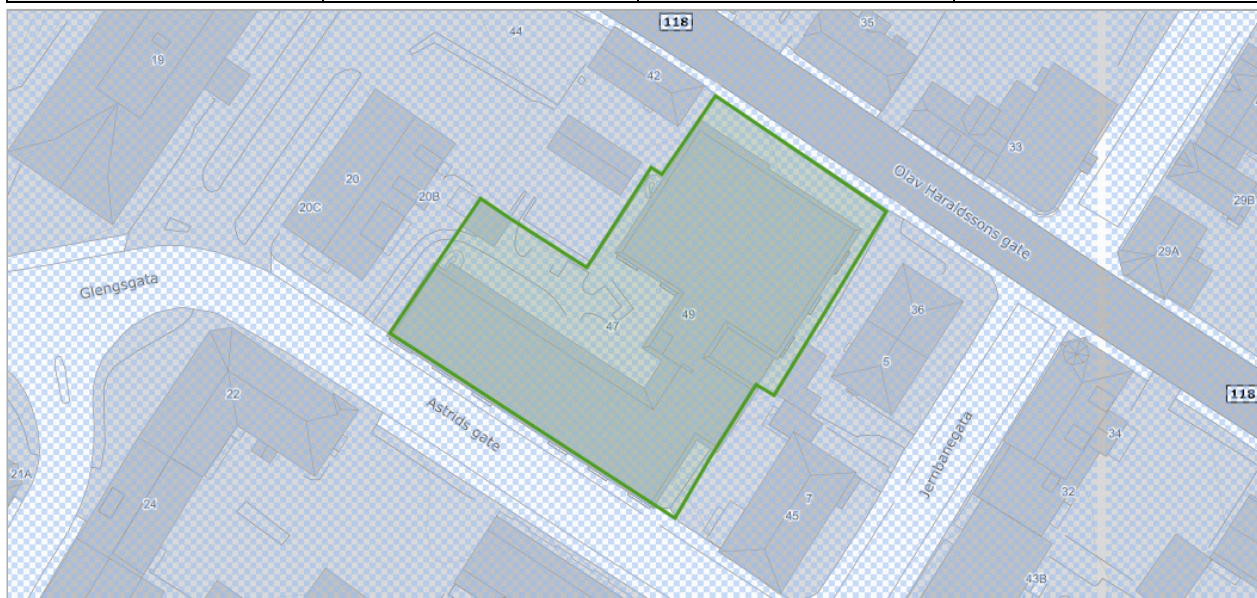 118
35
44
19
42
33
20
20B
Olav Haraldssons gate
29B
20C
29A
Glengsgata
36
49
47
5
118
22
Astrids gate
34
Jernbanegata
21A
32
7
24
45
43B